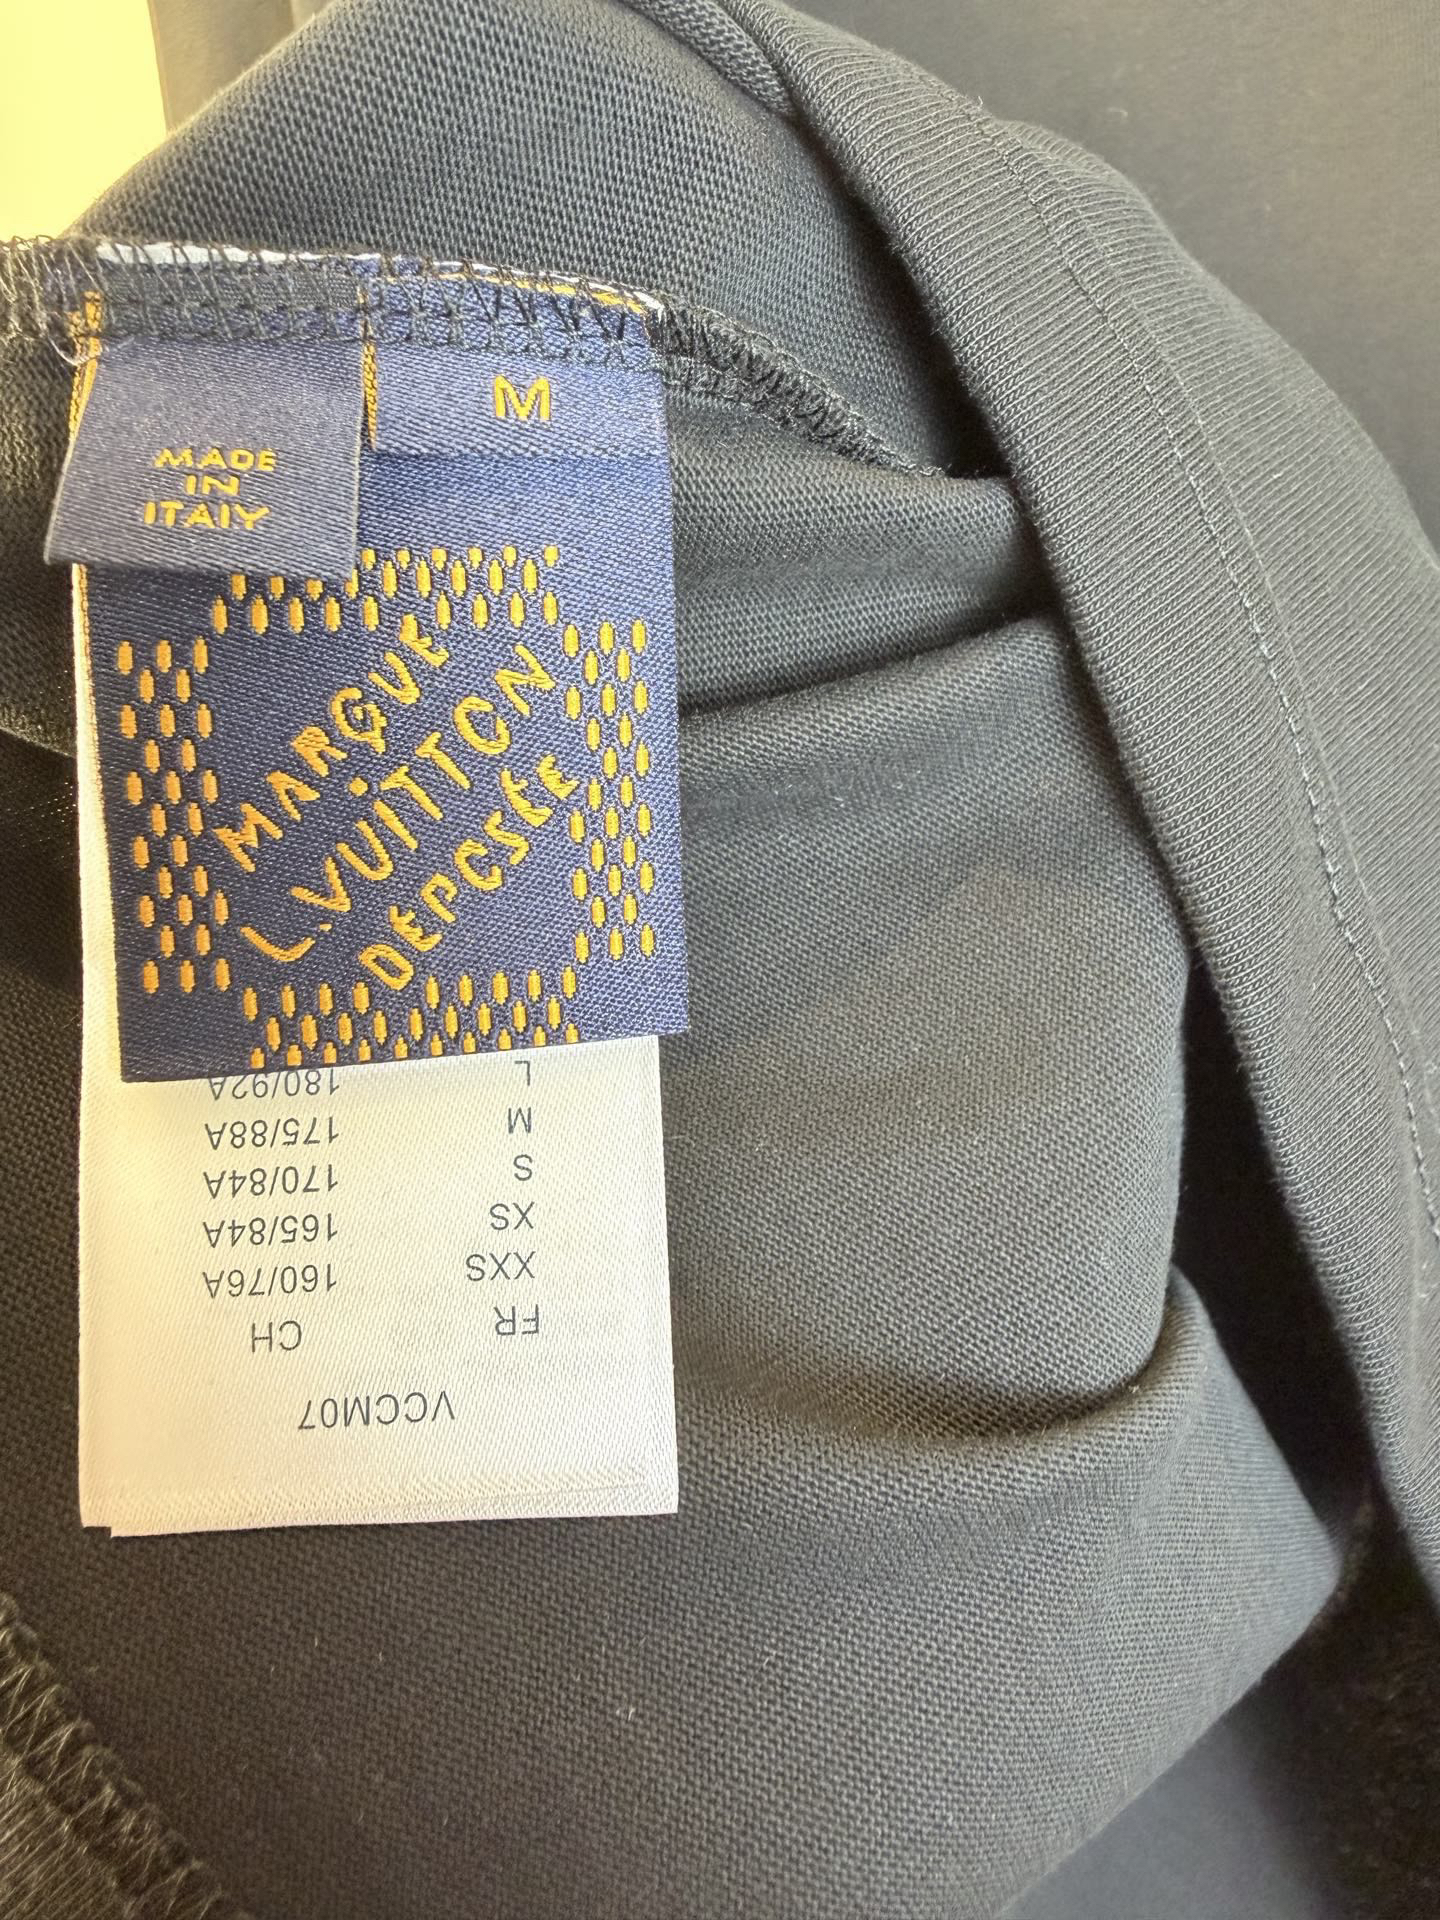 M
MADE
IN
ITALY
MARQUE
L.VUITTON
DEPOSÉE
VCCM07
FR CH
XXS 160/76A
XS 165/84A
S 170/84A
M 175/88A
L 180/92A